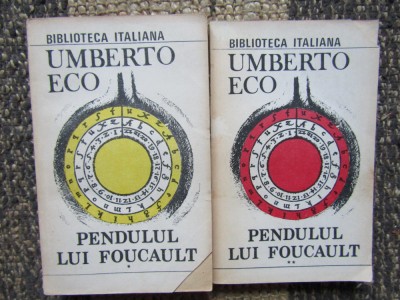 BIBLIOTECA ITALIANA
UMBERTO
ECO
PENDULUL
LUI FOUCAULT
BIBLIOTECA ITALIANA
UMBERTO
ECO
PENDULUL
LUI FOUCAULT